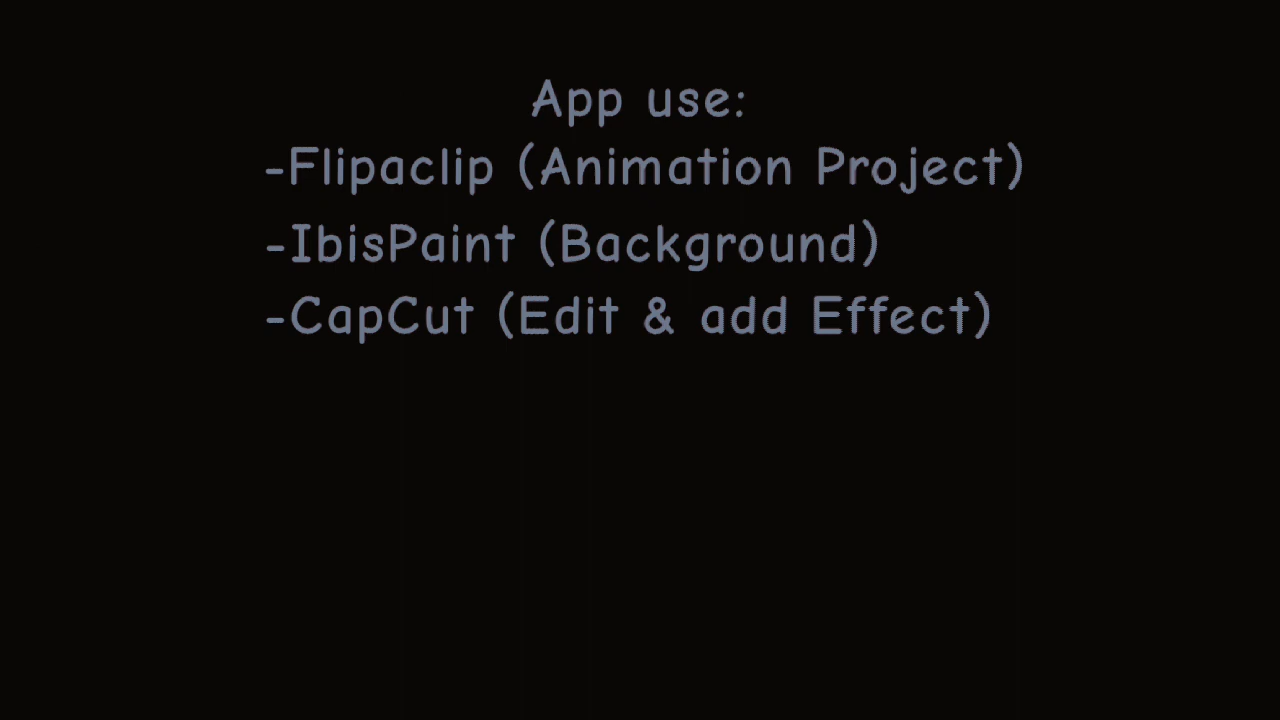 App use:
-Flipaclip (Animation Project)
-IbisPaint (Background)
-CapCut (Edit & add Effect)